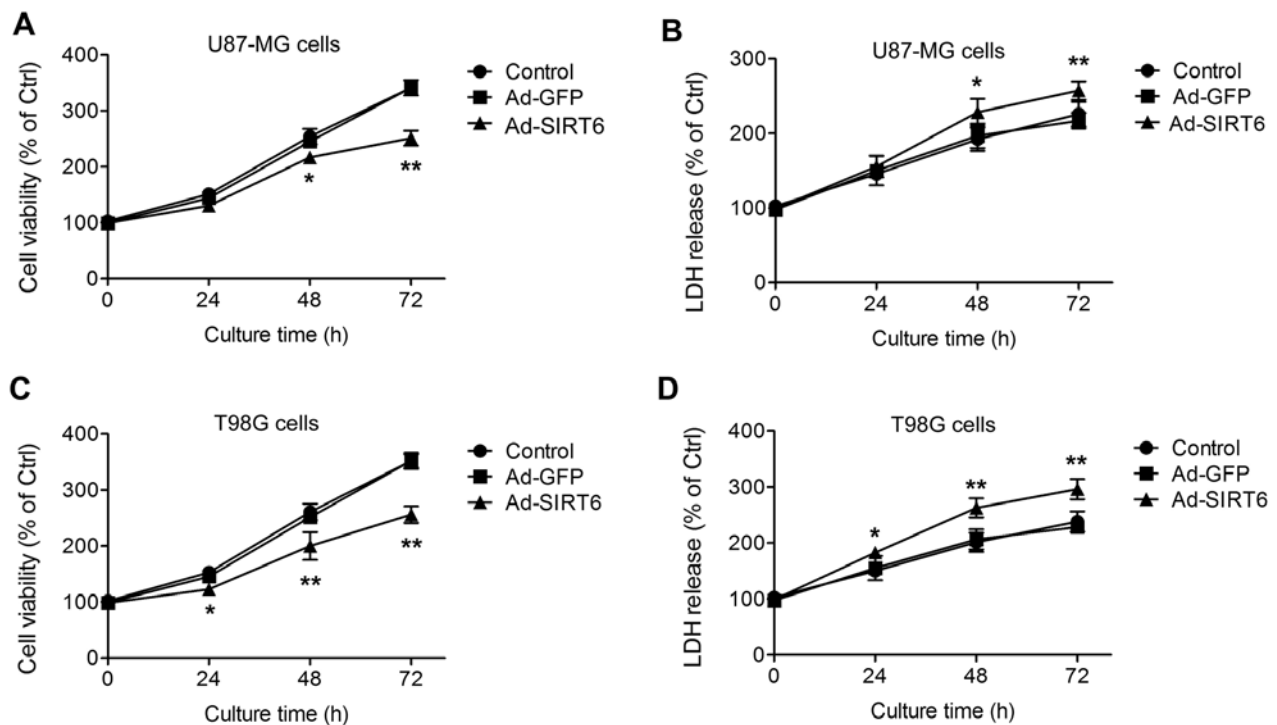 A
U87-MG cells
Cell viability (% of Ctrl)
400
300
200
100
0
0 24 48 72
Culture time (h)
* **
Control
Ad-GFP
Ad-SIRT6
B
U87-MG cells
LDH release (% of Ctrl)
300
200
100
0
0 24 48 72
Culture time (h)
* **
Control
Ad-GFP
Ad-SIRT6
C
T98G cells
Cell viability (% of Ctrl)
400
300
200
100
0
0 24 48 72
Culture time (h)
* ** **
Control
Ad-GFP
Ad-SIRT6
D
T98G cells
LDH release (% of Ctrl)
400
300
200
100
0
0 24 48 72
Culture time (h)
* ** **
Control
Ad-GFP
Ad-SIRT6